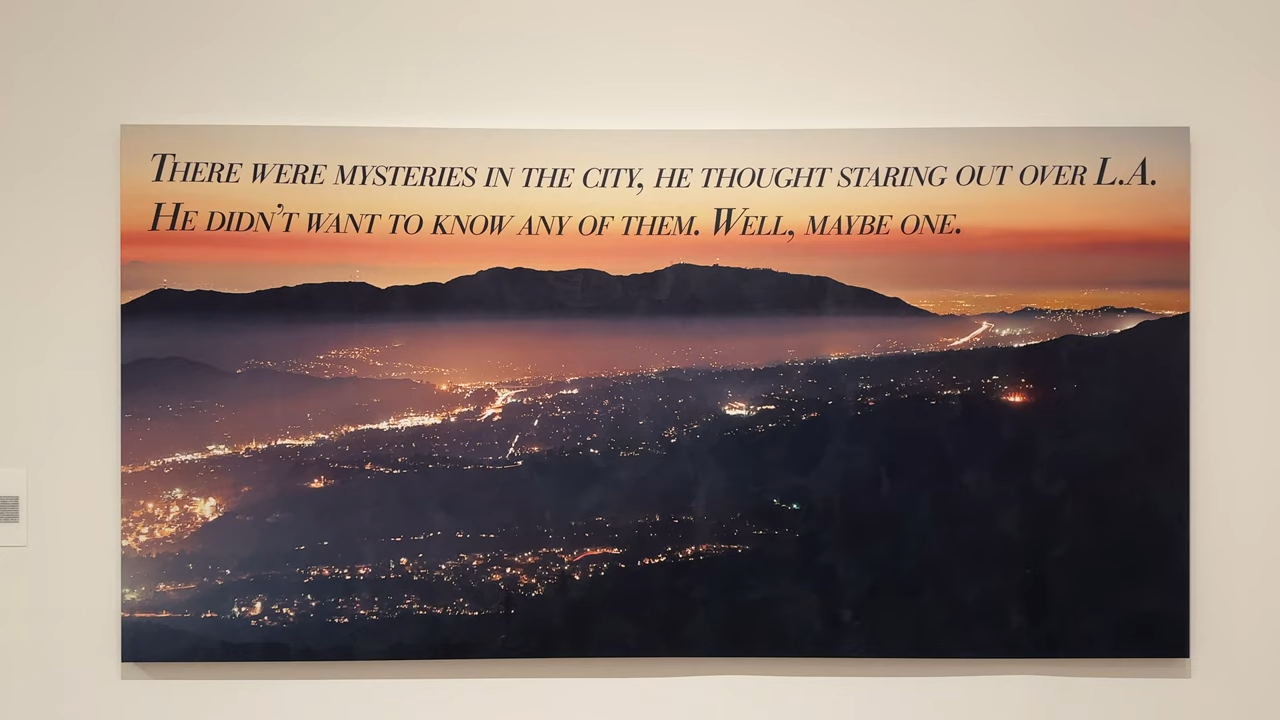 There were mysteries in the city, he thought staring out over L.A.
He didn't want to know any of them. Well, maybe one.